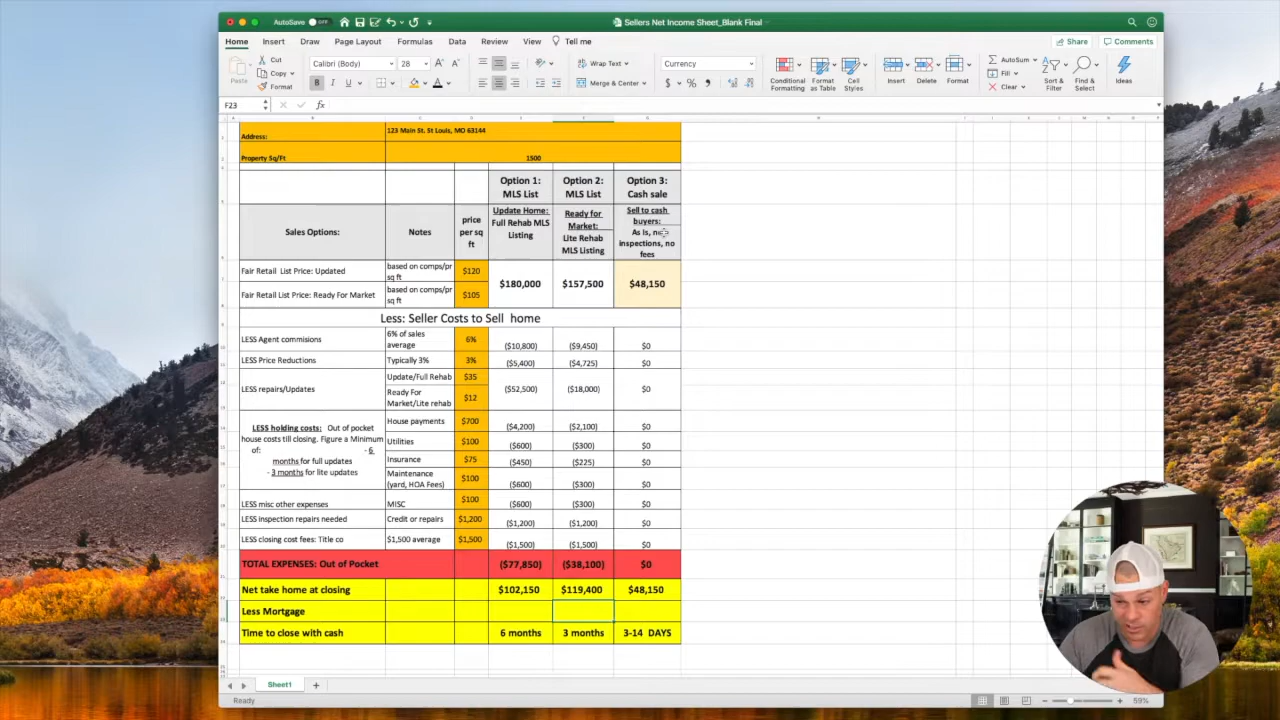 AutoSave OFF
Sellers Net Income Sheet_Blank Final
Home Insert Draw Page Layout Formulas Data Review View Tell me Share Comments
Paste
Cut
Copy
Format
Calibri (Body) 28
Wrap Text
Merge & Center
Currency
Conditional Formatting
Format as Table
Cell Styles
Insert
Delete
Format
AutoSum
Fill
Clear
Sort & Filter
Find & Select
Ideas
F23 fx
Address: 123 Main St. St Louis, MO 63144
Property Sq/Ft 1500
Option 1: Option 2: Option 3:
MLS List MLS List Cash sale
Sales Options: Notes
price per sq ft
Update Home:
Full Rehab MLS
Listing
Ready for
Market:
Lite Rehab
MLS Listing
Sell to cash
buyers:
As Is, no
inspections, no
fees
Fair Retail List Price: Updated based on comps/pr sq ft $120
$180,000 $157,500 $48,150
Fair Retail List Price: Ready For Market based on comps/pr sq ft $105
Less: Seller Costs to Sell home
LESS Agent commisions 6% of sales average 6% ($10,800) ($9,450) $0
LESS Price Reductions Typically 3% 3% ($5,400) ($4,725) $0
LESS repairs/Updates Update/Full Rehab $35 ($52,500) ($18,000) $0
Ready For Market/Lite rehab $12
LESS holding costs: Out of pocket
house costs till closing. Figure a Minimum
of: - 6
months for full updates
- 3 months for lite updates
House payments $700 ($4,200) ($2,100) $0
Utilities $100 ($600) ($300) $0
Insurance $75 ($450) ($225) $0
Maintenance (yard, HOA Fees) $100 ($600) ($300) $0
LESS misc other expenses MISC $100 ($600) ($300) $0
LESS inspection repairs needed Credit or repairs $1,200 ($1,200) ($1,200) $0
LESS closing cost fees: Title co $1,500 average $1,500 ($1,500) ($1,500) $0
TOTAL EXPENSES: Out of Pocket ($77,850) ($38,100) $0
Net take home at closing $102,150 $119,400 $48,150
Less Mortgage
Time to close with cash 6 months 3 months 3-14 DAYS
Sheet1
Ready 59%